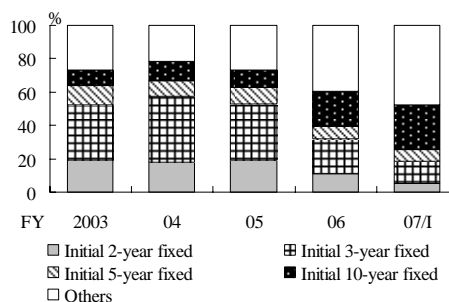 %
100
80
60
40
20
0
FY 2003 04 05 06 07/I
Initial 2-year fixed Initial 3-year fixed
Initial 5-year fixed Initial 10-year fixed
Others